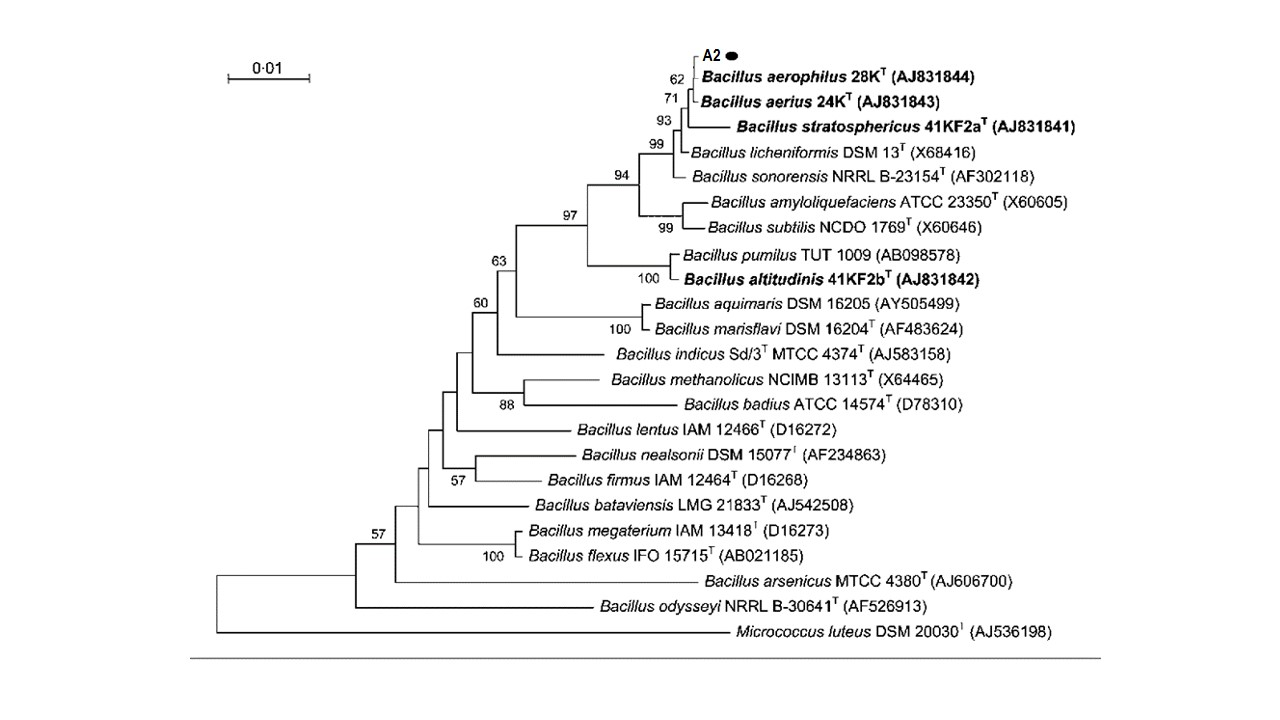 A2
0·01
62
Bacillus aerophilus 28Kᵀ (AJ831844)
71
Bacillus aerius 24Kᵀ (AJ831843)
93
Bacillus stratosphericus 41KF2aᵀ (AJ831841)
99
Bacillus licheniformis DSM 13ᵀ (X68416)
94
Bacillus sonorensis NRRL B-23154ᵀ (AF302118)
Bacillus amyloliquefaciens ATCC 23350ᵀ (X60605)
97
99
Bacillus subtilis NCDO 1769ᵀ (X60646)
Bacillus pumilus TUT 1009 (AB098578)
63
100
Bacillus altitudinis 41KF2bᵀ (AJ831842)
60
Bacillus aquimaris DSM 16205 (AY505499)
100
Bacillus marisflavi DSM 16204ᵀ (AF483624)
Bacillus indicus Sd/3ᵀ MTCC 4374ᵀ (AJ583158)
Bacillus methanolicus NCIMB 13113ᵀ (X64465)
88
Bacillus badius ATCC 14574ᵀ (D78310)
Bacillus lentus IAM 12466ᵀ (D16272)
Bacillus nealsonii DSM 15077ᵀ (AF234863)
57
Bacillus firmus IAM 12464ᵀ (D16268)
Bacillus bataviensis LMG 21833ᵀ (AJ542508)
57
Bacillus megaterium IAM 13418ᵀ (D16273)
100
Bacillus flexus IFO 15715ᵀ (AB021185)
Bacillus arsenicus MTCC 4380ᵀ (AJ606700)
Bacillus odysseyi NRRL B-30641ᵀ (AF526913)
Micrococcus luteus DSM 20030ᵀ (AJ536198)